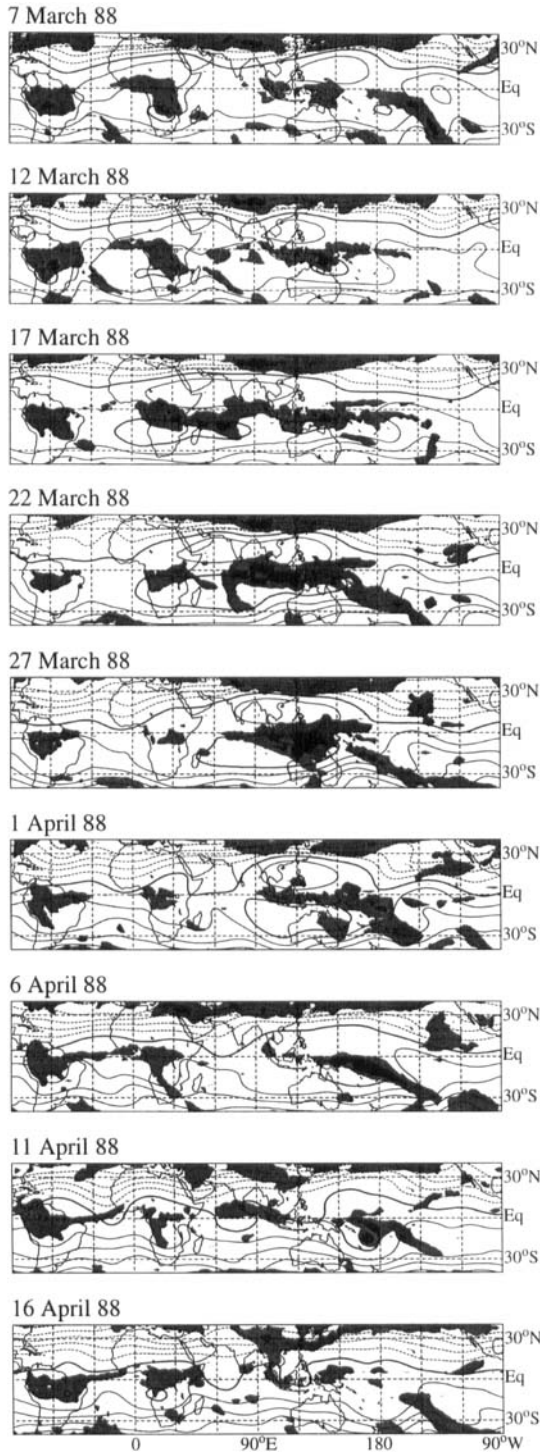 7 March 88
30°N
Eq
30°S
12 March 88
30°N
Eq
30°S
17 March 88
30°N
Eq
30°S
22 March 88
30°N
Eq
30°S
27 March 88
30°N
Eq
30°S
1 April 88
30°N
Eq
30°S
6 April 88
30°N
Eq
30°S
11 April 88
30°N
Eq
30°S
16 April 88
30°N
Eq
30°S
0 90°E 180 90°W